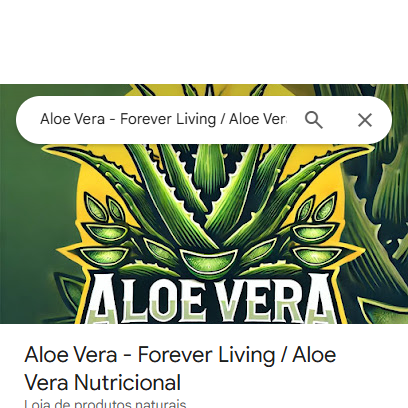 Aloe Vera - Forever Living / Aloe Vera
ALOE VERA
Aloe Vera - Forever Living / Aloe
Vera Nutricional
Loja de produtos naturais